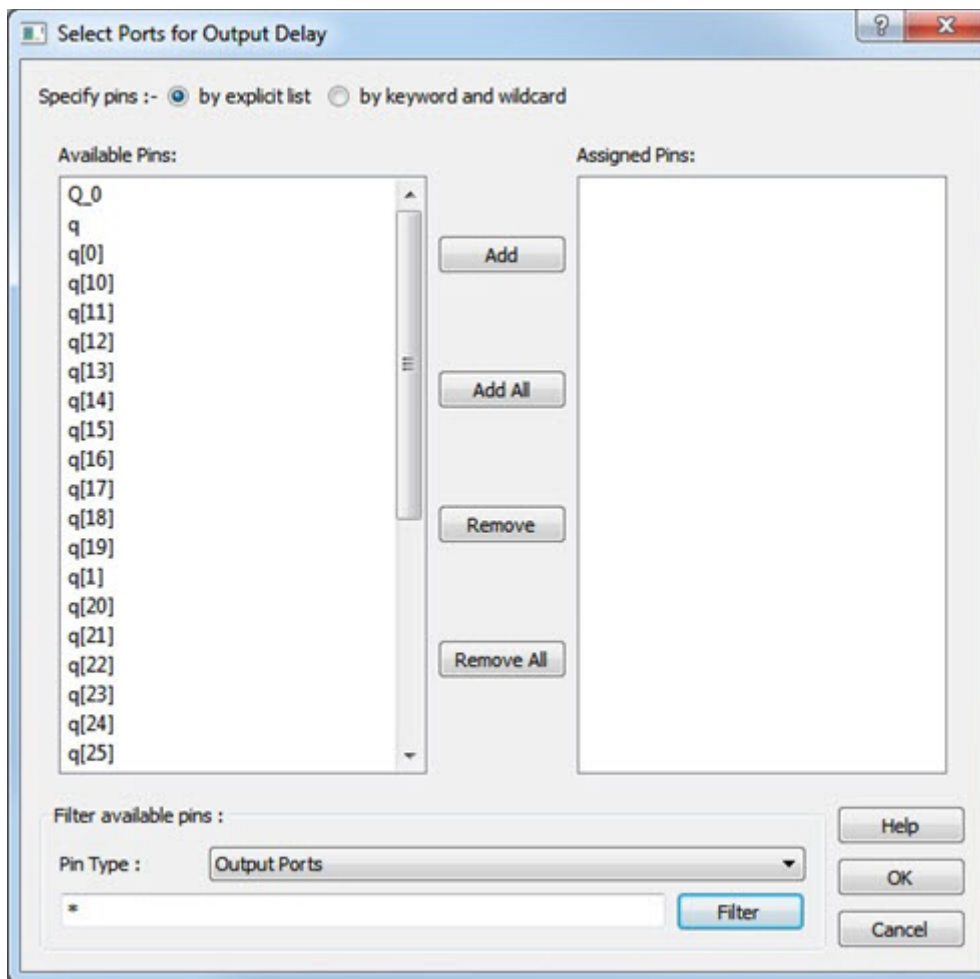 Select Ports for Output Delay
Specify pins :- by explicit list by keyword and wildcard
Available Pins:
Assigned Pins:
Q_0
q
q[0]
q[10]
q[11]
q[12]
q[13]
q[14]
q[15]
q[16]
q[17]
q[18]
q[19]
q[1]
q[20]
q[21]
q[22]
q[23]
q[24]
q[25]
Add
Add All
Remove
Remove All
Filter available pins :
Pin Type : Output Ports
*
Filter
Help
OK
Cancel